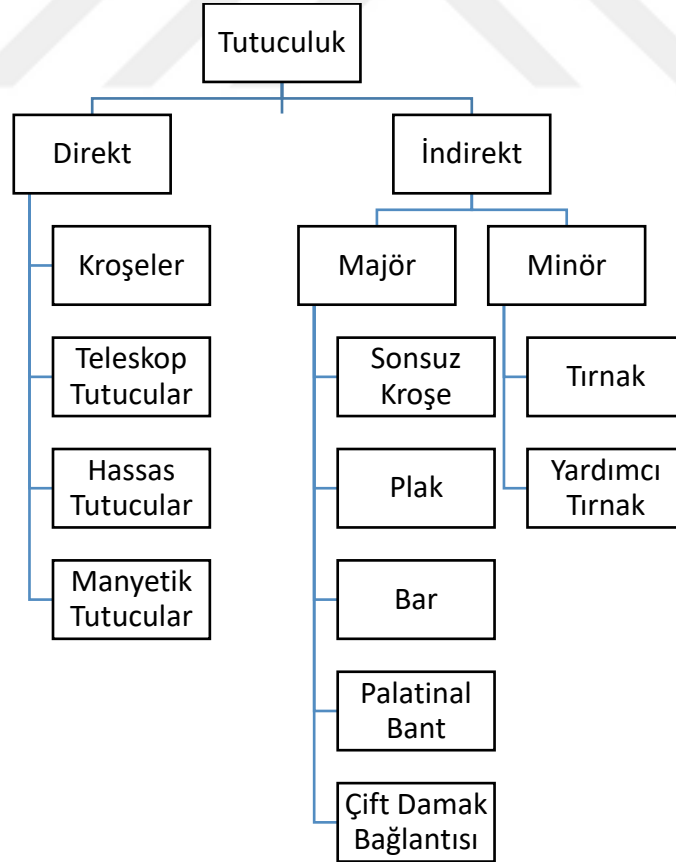 Tutuculuk
Direkt
İndirekt
Kroşeler
Teleskop
Tutucular
Hassas
Tutucular
Manyetik
Tutucular
Majör
Minör
Sonsuz
Kroşe
Plak
Bar
Palatinal
Bant
Çift Damak
Bağlantısı
Tırnak
Yardımcı
Tırnak